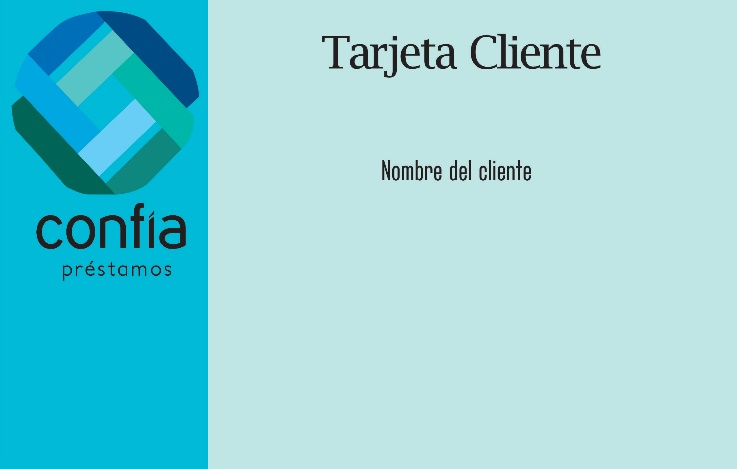 confía
préstamos
Tarjeta Cliente
Nombre del cliente